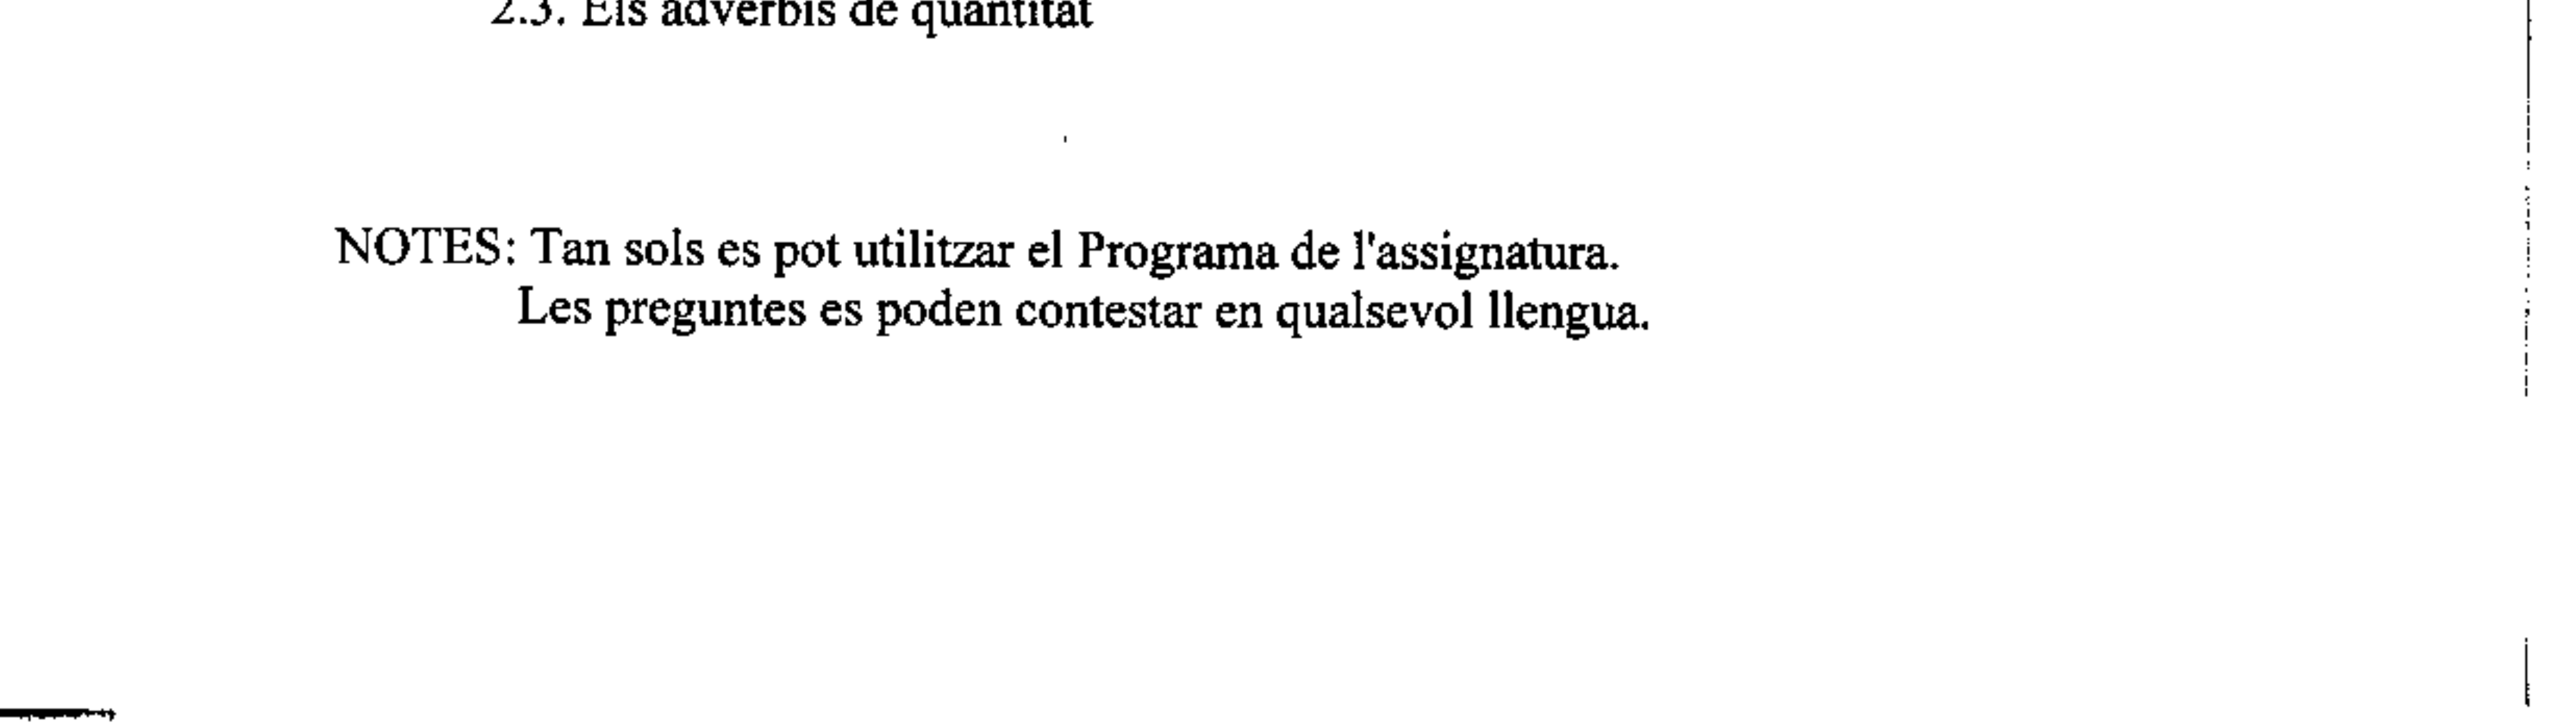 2.3. Els adverbis de quantitat
NOTES: Tan sols es pot utilitzar el Programa de l'assignatura.
Les preguntes es poden contestar en qualsevol llengua.